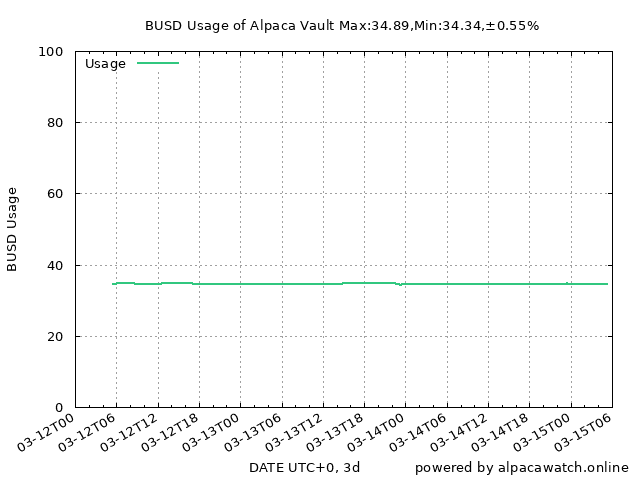 BUSD Usage of Alpaca Vault Max:34.89,Min:34.34,±0.55%
Usage
100
80
60
40
20
0
BUSD Usage
03-12T00
03-12T06
03-12T12
03-12T18
03-13T00
03-13T06
03-13T12
03-13T18
03-14T00
03-14T06
03-14T12
03-14T18
03-15T00
03-15T06
DATE UTC+0, 3d
powered by alpacawatch.online